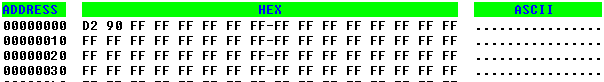 ADDRESS HEX ASCII
00000000 D2 90 FF FF FF FF FF FF-FF FF FF FF FF FF FF FF ................
00000010 FF FF FF FF FF FF FF FF-FF FF FF FF FF FF FF FF ................
00000020 FF FF FF FF FF FF FF FF-FF FF FF FF FF FF FF FF ................
00000030 FF FF FF FF FF FF FF FF-FF FF FF FF FF FF FF FF ................